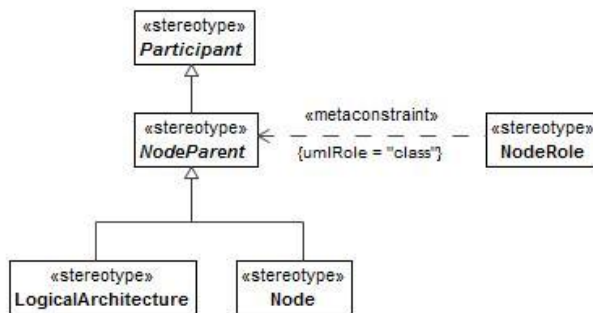 «stereotype»
Participant
«stereotype»
NodeParent
«metaconstraint»
{umlRole = "class"}
«stereotype»
NodeRole
«stereotype»
LogicalArchitecture
«stereotype»
Node